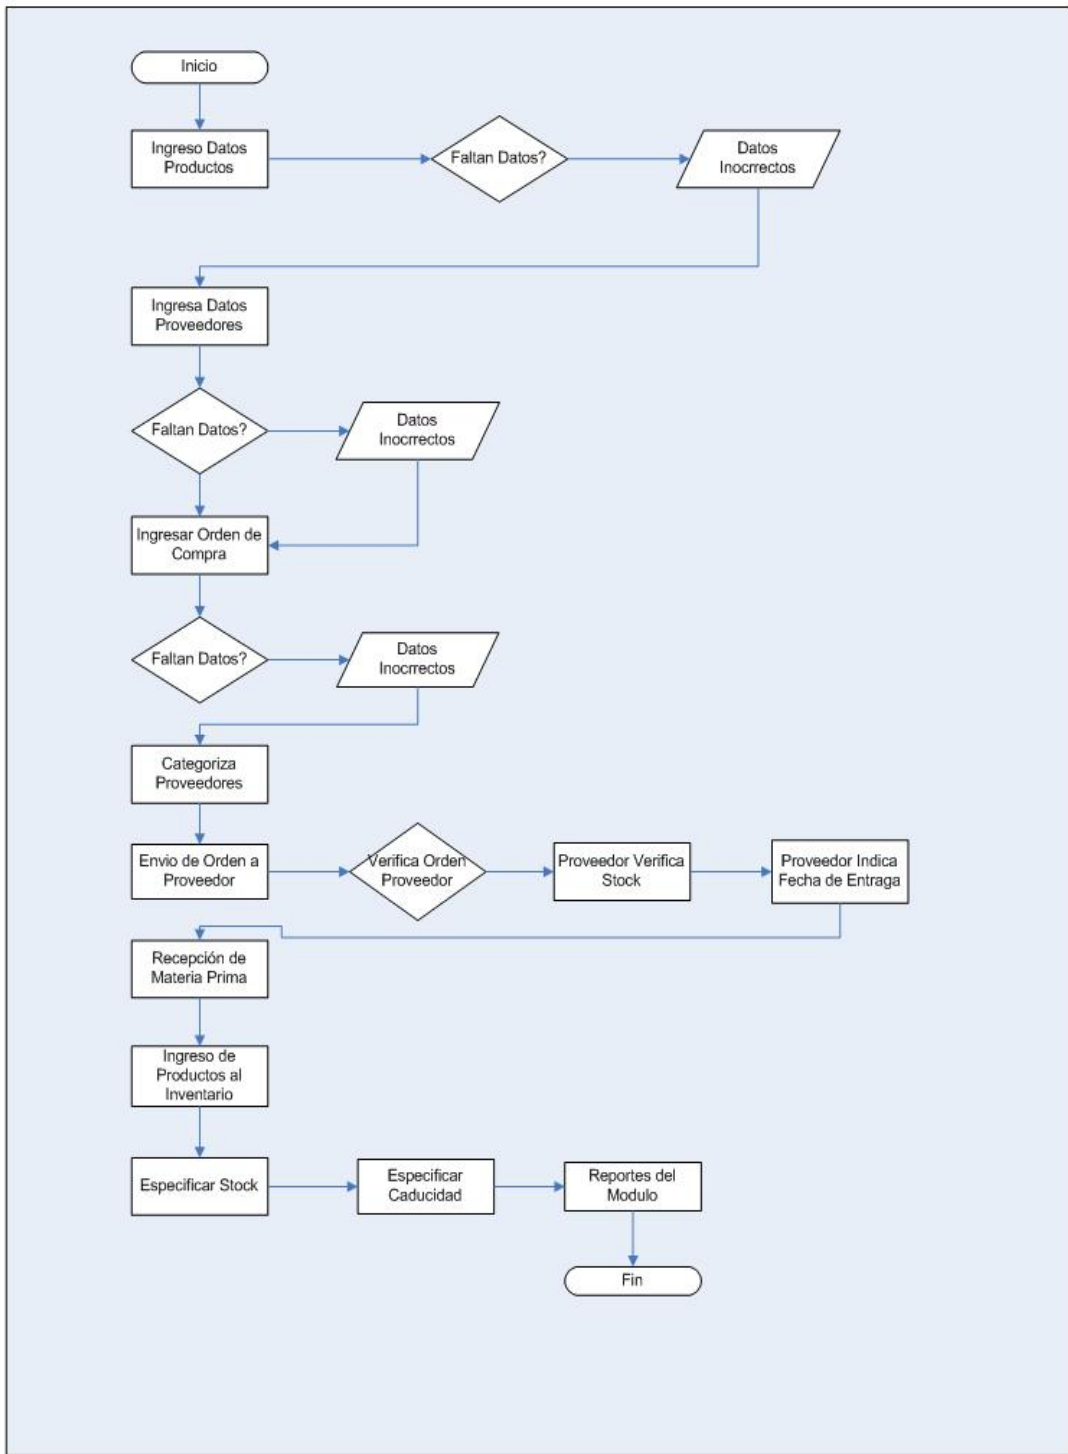 Inicio
Ingreso Datos
Productos
Faltan Datos?
Datos
Inocrrectos
Ingresa Datos
Proveedores
Faltan Datos?
Datos
Inocrrectos
Ingresar Orden de
Compra
Faltan Datos?
Datos
Inocrrectos
Categoriza
Proveedores
Envio de Orden a
Proveedor
Verifica Orden
Proveedor
Proveedor Verifica
Stock
Proveedor Indica
Fecha de Entraga
Recepción de
Materia Prima
Ingreso de
Productos al
Inventario
Especificar Stock
Especificar
Caducidad
Reportes del
Modulo
Fin